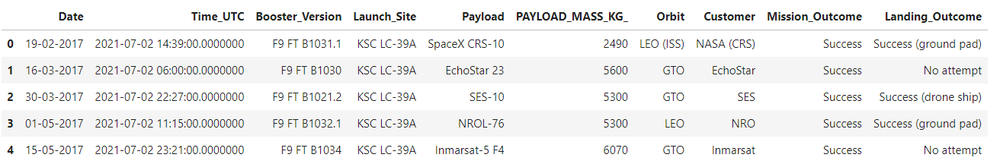 Date Time_UTC Booster_Version Launch_Site Payload PAYLOAD_MASS_KG_ Orbit Customer Mission_Outcome Landing_Outcome
0 19-02-2017 2021-07-02 14:39:00.0000000 F9 FT B1031.1 KSC LC-39A SpaceX CRS-10 2490 LEO (ISS) NASA (CRS) Success Success (ground pad)
1 16-03-2017 2021-07-02 06:00:00.0000000 F9 FT B1030 KSC LC-39A EchoStar 23 5600 GTO EchoStar Success No attempt
2 30-03-2017 2021-07-02 22:27:00.0000000 F9 FT B1021.2 KSC LC-39A SES-10 5300 GTO SES Success Success (drone ship)
3 01-05-2017 2021-07-02 11:15:00.0000000 F9 FT B1032.1 KSC LC-39A NROL-76 5300 LEO NRO Success Success (ground pad)
4 15-05-2017 2021-07-02 23:21:00.0000000 F9 FT B1034 KSC LC-39A Inmarsat-5 F4 6070 GTO Inmarsat Success No attempt